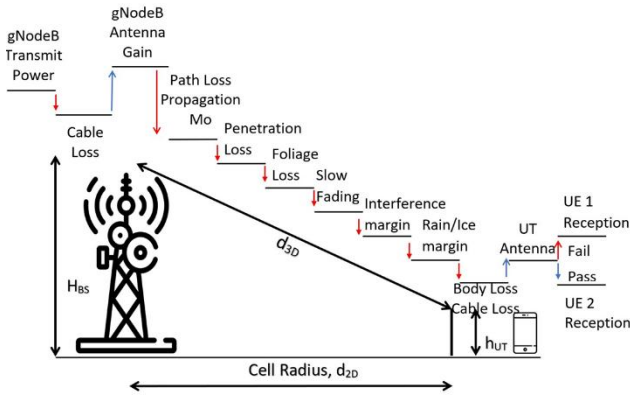 gNodeB
Transmit
Power
gNodeB
Antenna
Gain
Cable
Loss
Path Loss
Propagation
Mo
Penetration
Loss
Foliage
Loss
Slow
Fading
Interference
margin
Rain/Ice
margin
Body Loss
Cable Loss
UT
Antenna
UE 1
Reception
Fail
Pass
UE 2
Reception
HBS
d3D
hUT
Cell Radius, d2D